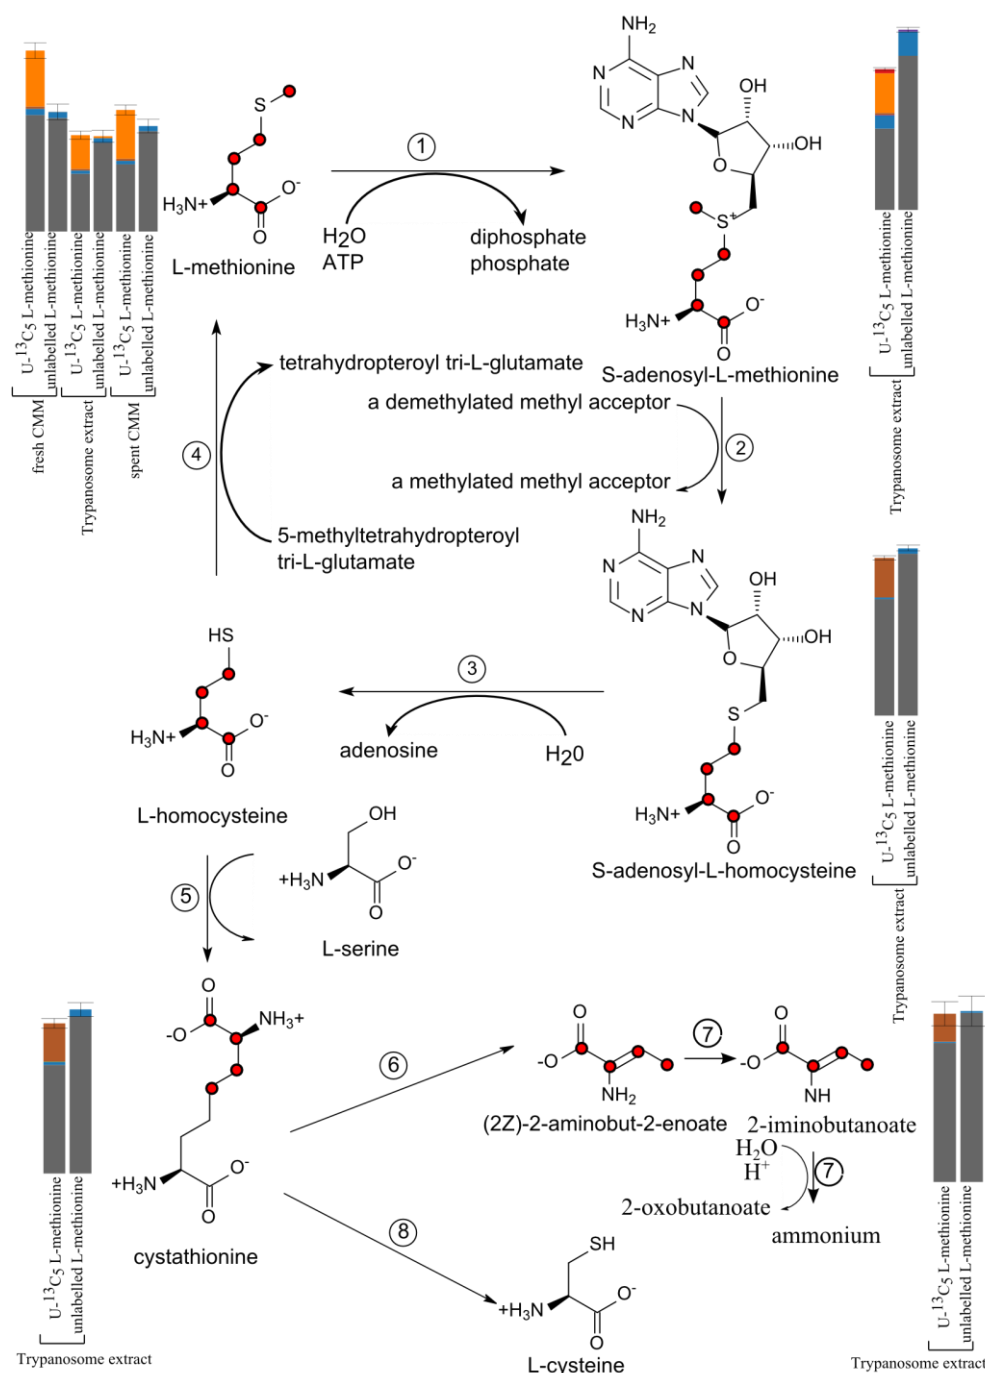 NH₂
N
N
N
N
OH
OH
O
S
O⁻
H₃N+
O
L-methionine
1
H₂O
ATP
diphosphate
phosphate
S⁺
O⁻
H₃N+
O
S-adenosyl-L-methionine
U-¹³C₅ L-methionine
unlabelled L-methionine
U-¹³C₅ L-methionine
unlabelled L-methionine
U-¹³C₅ L-methionine
unlabelled L-methionine
fresh CMM
Trypanosome extract
spent CMM
U-¹³C₅ L-methionine
unlabelled L-methionine
Trypanosome extract
tetrahydropteroyl tri-L-glutamate
a demethylated methyl acceptor
4
2
a methylated methyl acceptor
5-methyltetrahydropteroyl
tri-L-glutamate
NH₂
N
N
N
N
OH
OH
O
HS
O⁻
H₃N+
O
L-homocysteine
3
adenosine
H₂0
S
O⁻
H₃N+
O
S-adenosyl-L-homocysteine
U-¹³C₅ L-methionine
unlabelled L-methionine
Trypanosome extract
5
OH
O⁻
+H₃N
O
L-serine
O
-O
NH₃+
O⁻
+H₃N
O
cystathionine
6
O
-O
NH₂
(2Z)-2-aminobut-2-enoate
7
O
-O
NH
2-iminobutanoate
H₂O
H⁺
7
2-oxobutanoate
ammonium
8
SH
O⁻
+H₃N
O
L-cysteine
U-¹³C₅ L-methionine
unlabelled L-methionine
Trypanosome extract
U-¹³C₅ L-methionine
unlabelled L-methionine
Trypanosome extract